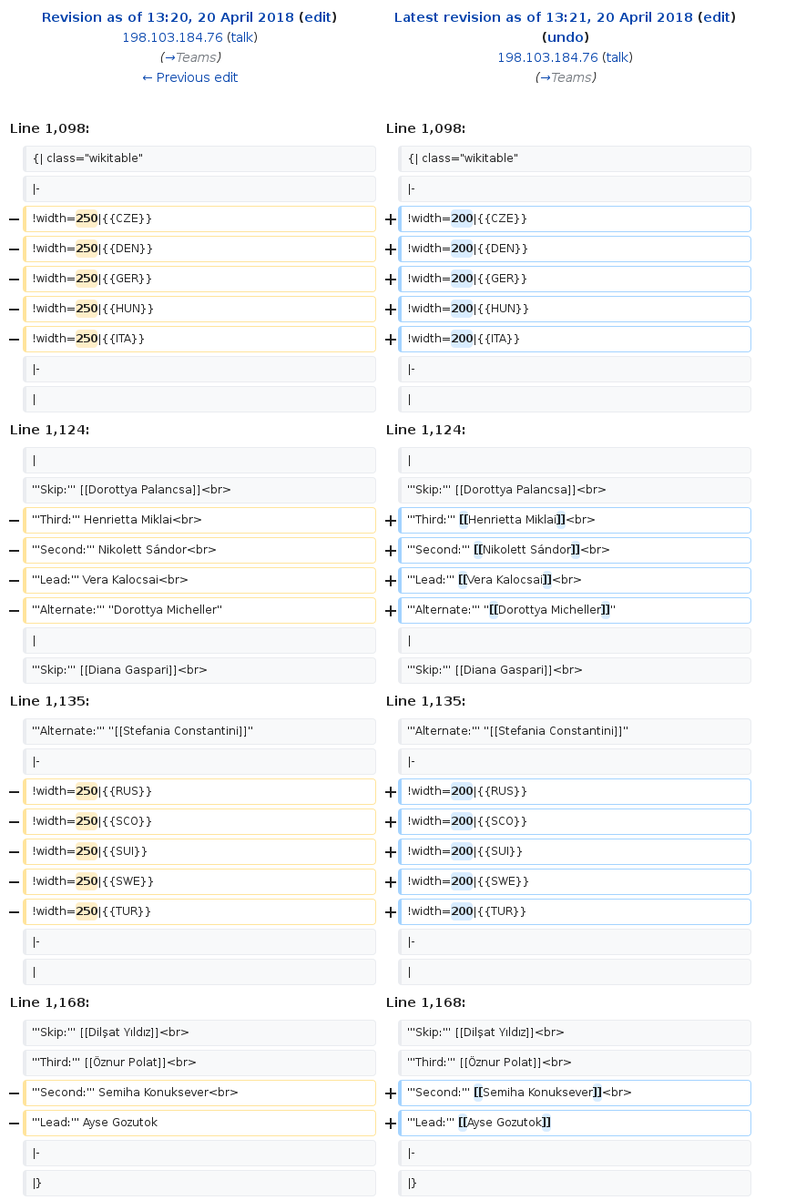 Revision as of 13:20, 20 April 2018 (edit)
198.103.184.76 (talk)
(→Teams)
← Previous edit
Latest revision as of 13:21, 20 April 2018 (edit)
(undo)
198.103.184.76 (talk)
(→Teams)
Line 1,098:
Line 1,098:
{| class="wikitable"
{| class="wikitable"
|-
|-
− !width=250|{{CZE}}
+ !width=200|{{CZE}}
− !width=250|{{DEN}}
+ !width=200|{{DEN}}
− !width=250|{{GER}}
+ !width=200|{{GER}}
− !width=250|{{HUN}}
+ !width=200|{{HUN}}
− !width=250|{{ITA}}
+ !width=200|{{ITA}}
|-
|-
|
|
Line 1,124:
Line 1,124:
|
|
'''Skip:''' [[Dorottya Palancsa]]<br>
'''Skip:''' [[Dorottya Palancsa]]<br>
− '''Third:''' Henrietta Miklai<br>
+ '''Third:''' [[Henrietta Miklai]]<br>
− '''Second:''' Nikolett Sándor<br>
+ '''Second:''' [[Nikolett Sándor]]<br>
− '''Lead:''' Vera Kalocsai<br>
+ '''Lead:''' [[Vera Kalocsai]]<br>
− '''Alternate:''' ''Dorottya Micheller''
+ '''Alternate:''' ''[[Dorottya Micheller]]''
|
|
'''Skip:''' [[Diana Gaspari]]<br>
'''Skip:''' [[Diana Gaspari]]<br>
Line 1,135:
Line 1,135:
'''Alternate:''' ''[[Stefania Constantini]]''
'''Alternate:''' ''[[Stefania Constantini]]''
|-
|-
− !width=250|{{RUS}}
+ !width=200|{{RUS}}
− !width=250|{{SCO}}
+ !width=200|{{SCO}}
− !width=250|{{SUI}}
+ !width=200|{{SUI}}
− !width=250|{{SWE}}
+ !width=200|{{SWE}}
− !width=250|{{TUR}}
+ !width=200|{{TUR}}
|-
|-
|
|
Line 1,168:
Line 1,168:
'''Skip:''' [[Dilşat Yıldız]]<br>
'''Skip:''' [[Dilşat Yıldız]]<br>
'''Third:''' [[Öznur Polat]]<br>
'''Third:''' [[Öznur Polat]]<br>
− '''Second:''' Semiha Konuksever<br>
+ '''Second:''' [[Semiha Konuksever]]<br>
− '''Lead:''' Ayse Gozutok
+ '''Lead:''' [[Ayse Gozutok]]
|-
|-
|}
|}